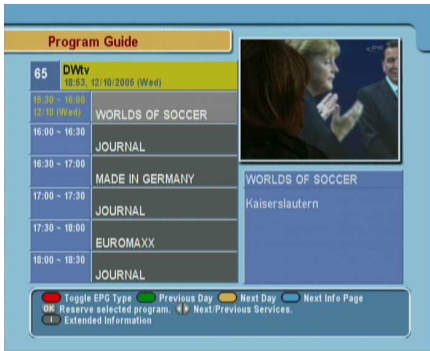 Program Guide
65 DWtv
18:53, 12/10/2005 (Wed)
15:30 ~ 16:00
12/10 (Wed) WORLDS OF SOCCER
16:00 ~ 16:30
JOURNAL
16:30 ~ 17:00
MADE IN GERMANY
17:00 ~ 17:30
JOURNAL
17:30 ~ 18:00
EUROMAXX
18:00 ~ 18:30
JOURNAL
WORLDS OF SOCCER
Kaiserslautern
Toggle EPG Type Previous Day Next Day Next Info Page
OK Reserve selected program. Next/Previous Services.
i Extended Information